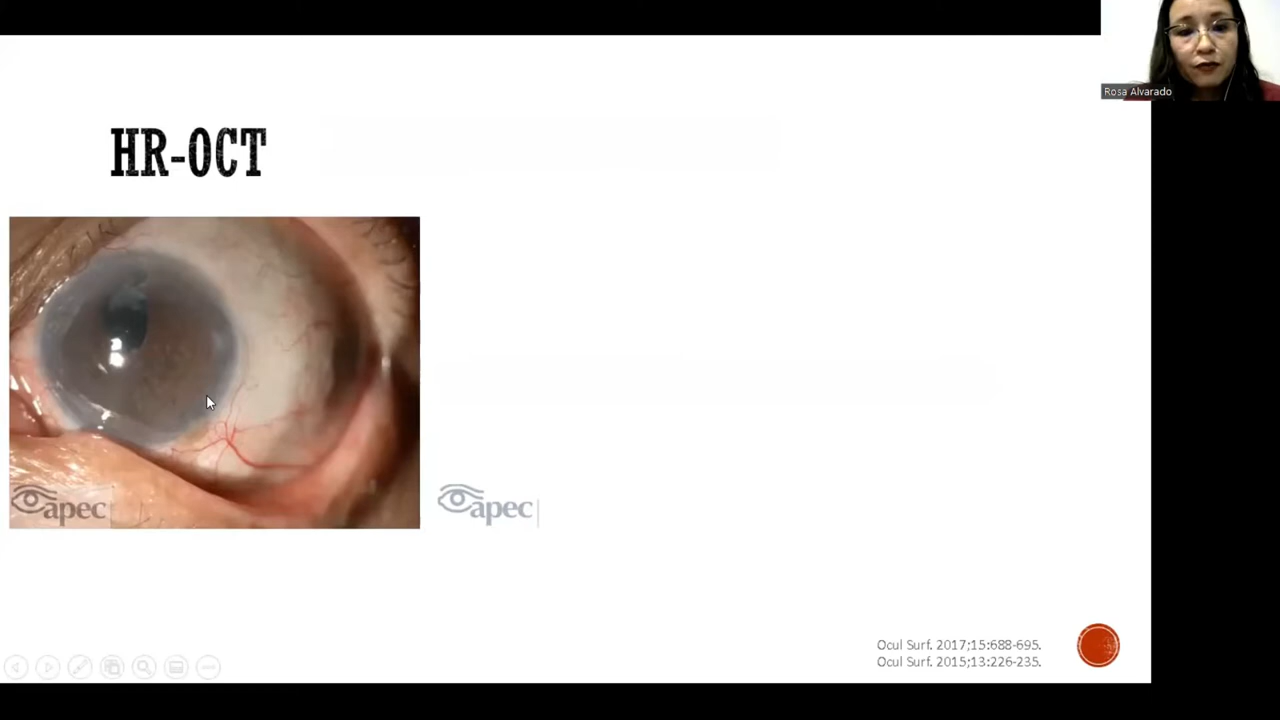 Rosa Alvarado
HR-OCT
apec
apec
Ocul Surf. 2017;15:688-695.
Ocul Surf. 2015;13:226-235.